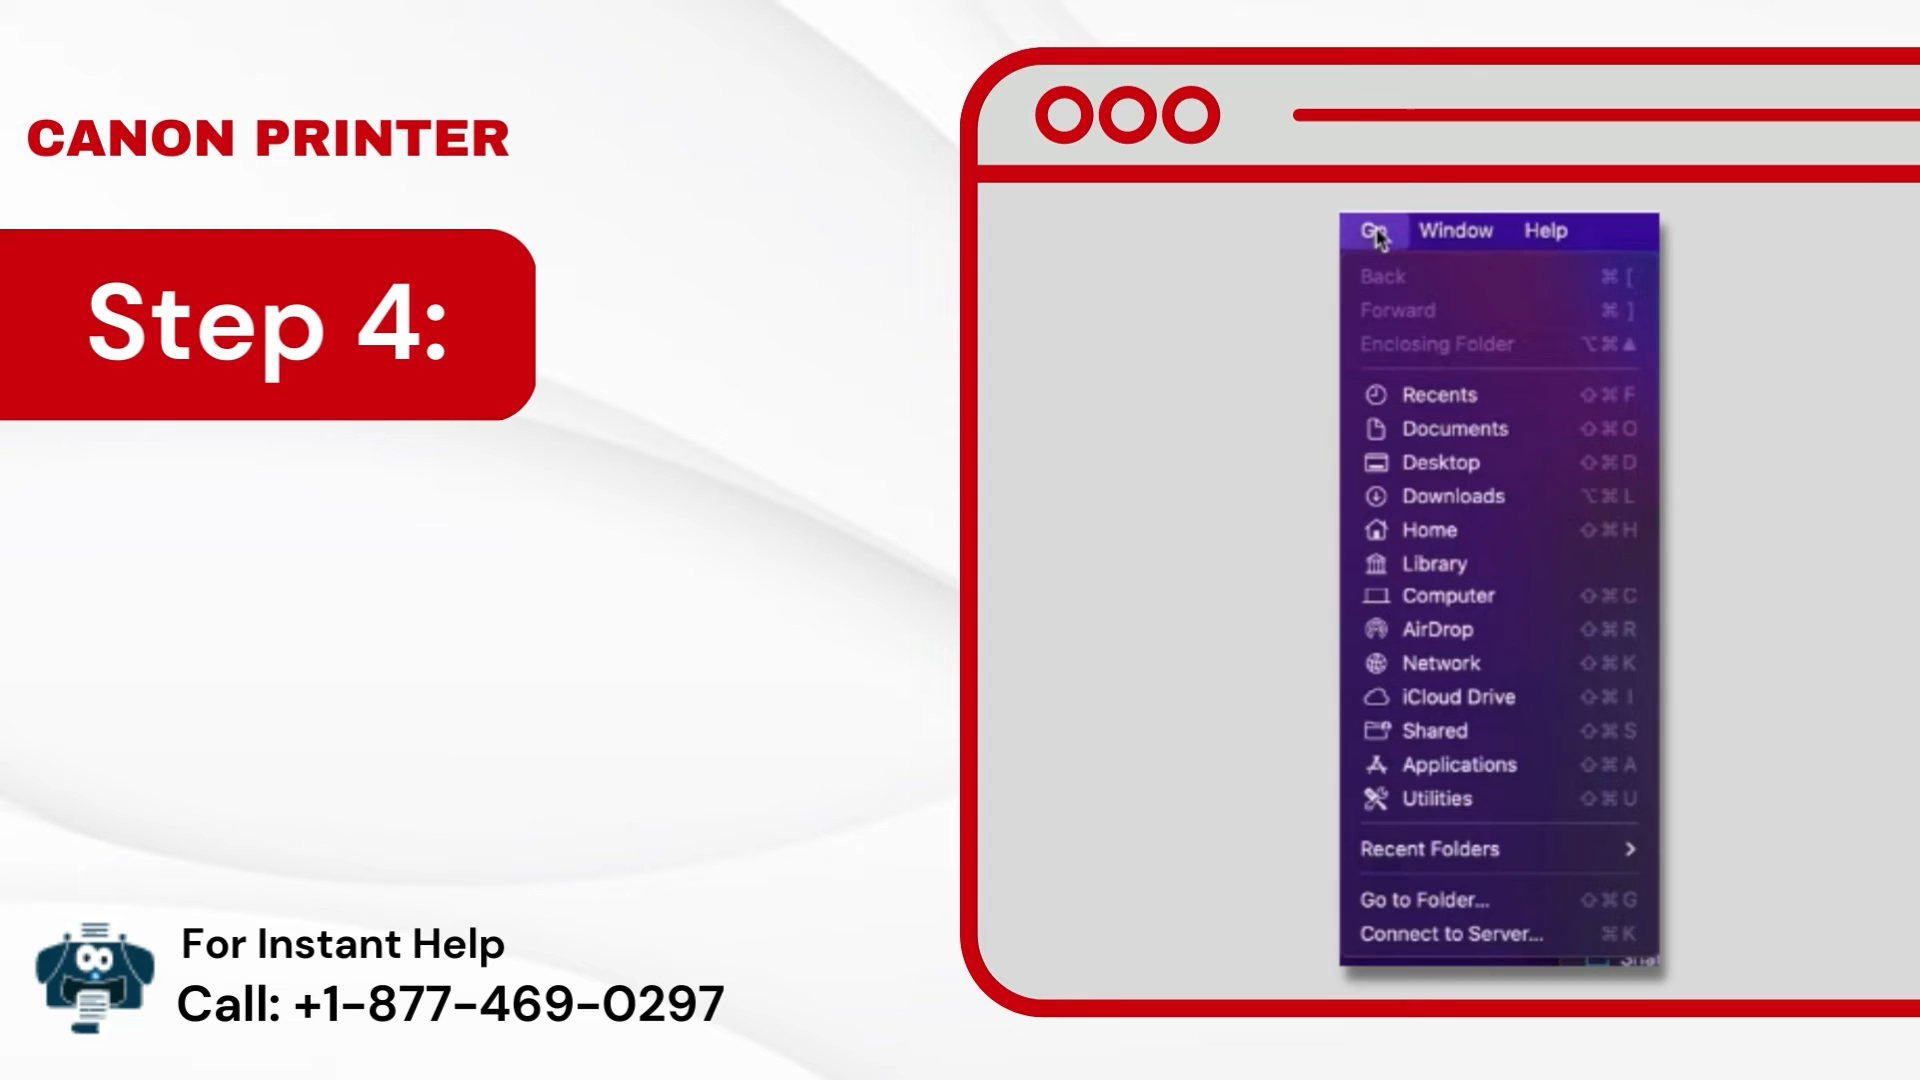 CANON PRINTER
Step 4:
For Instant Help
Call: +1-877-469-0297
Go Window Help
Back ⌘ [
Forward ⌘ ]
Enclosing Folder ⌥⌘▲
Recents ⇧⌘F
Documents ⇧⌘O
Desktop ⇧⌘D
Downloads ⌥⌘L
Home ⇧⌘H
Library
Computer ⇧⌘C
AirDrop ⇧⌘R
Network ⇧⌘K
iCloud Drive ⇧⌘I
Shared ⇧⌘S
Applications ⇧⌘A
Utilities ⇧⌘U
Recent Folders >
Go to Folder... ⇧⌘G
Connect to Server... ⌘K